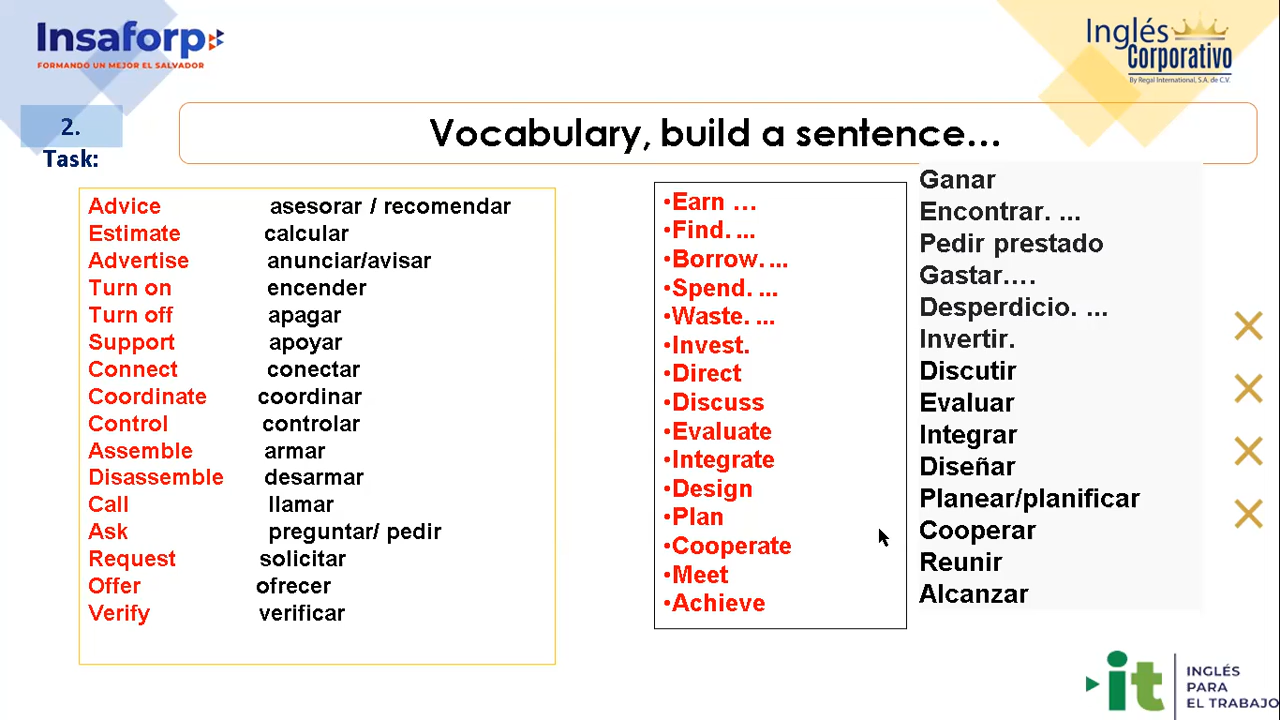 Insaforp
FORMANDO UN MEJOR EL SALVADOR
Inglés
Corporativo
By Regal International, S.A. de C.V.
2.
Task:
Vocabulary, build a sentence...
Advice asesorar / recomendar
Estimate calcular
Advertise anunciar/avisar
Turn on encender
Turn off apagar
Support apoyar
Connect conectar
Coordinate coordinar
Control controlar
Assemble armar
Disassemble desarmar
Call llamar
Ask preguntar/ pedir
Request solicitar
Offer ofrecer
Verify verificar
•Earn …
•Find. ...
•Borrow. ...
•Spend. ...
•Waste. ...
•Invest.
•Direct
•Discuss
•Evaluate
•Integrate
•Design
•Plan
•Cooperate
•Meet
•Achieve
Ganar
Encontrar. ...
Pedir prestado
Gastar….
Desperdicio. ...
Invertir.
Discutir
Evaluar
Integrar
Diseñar
Planear/planificar
Cooperar
Reunir
Alcanzar
it
INGLÉS
PARA
EL TRABAJO